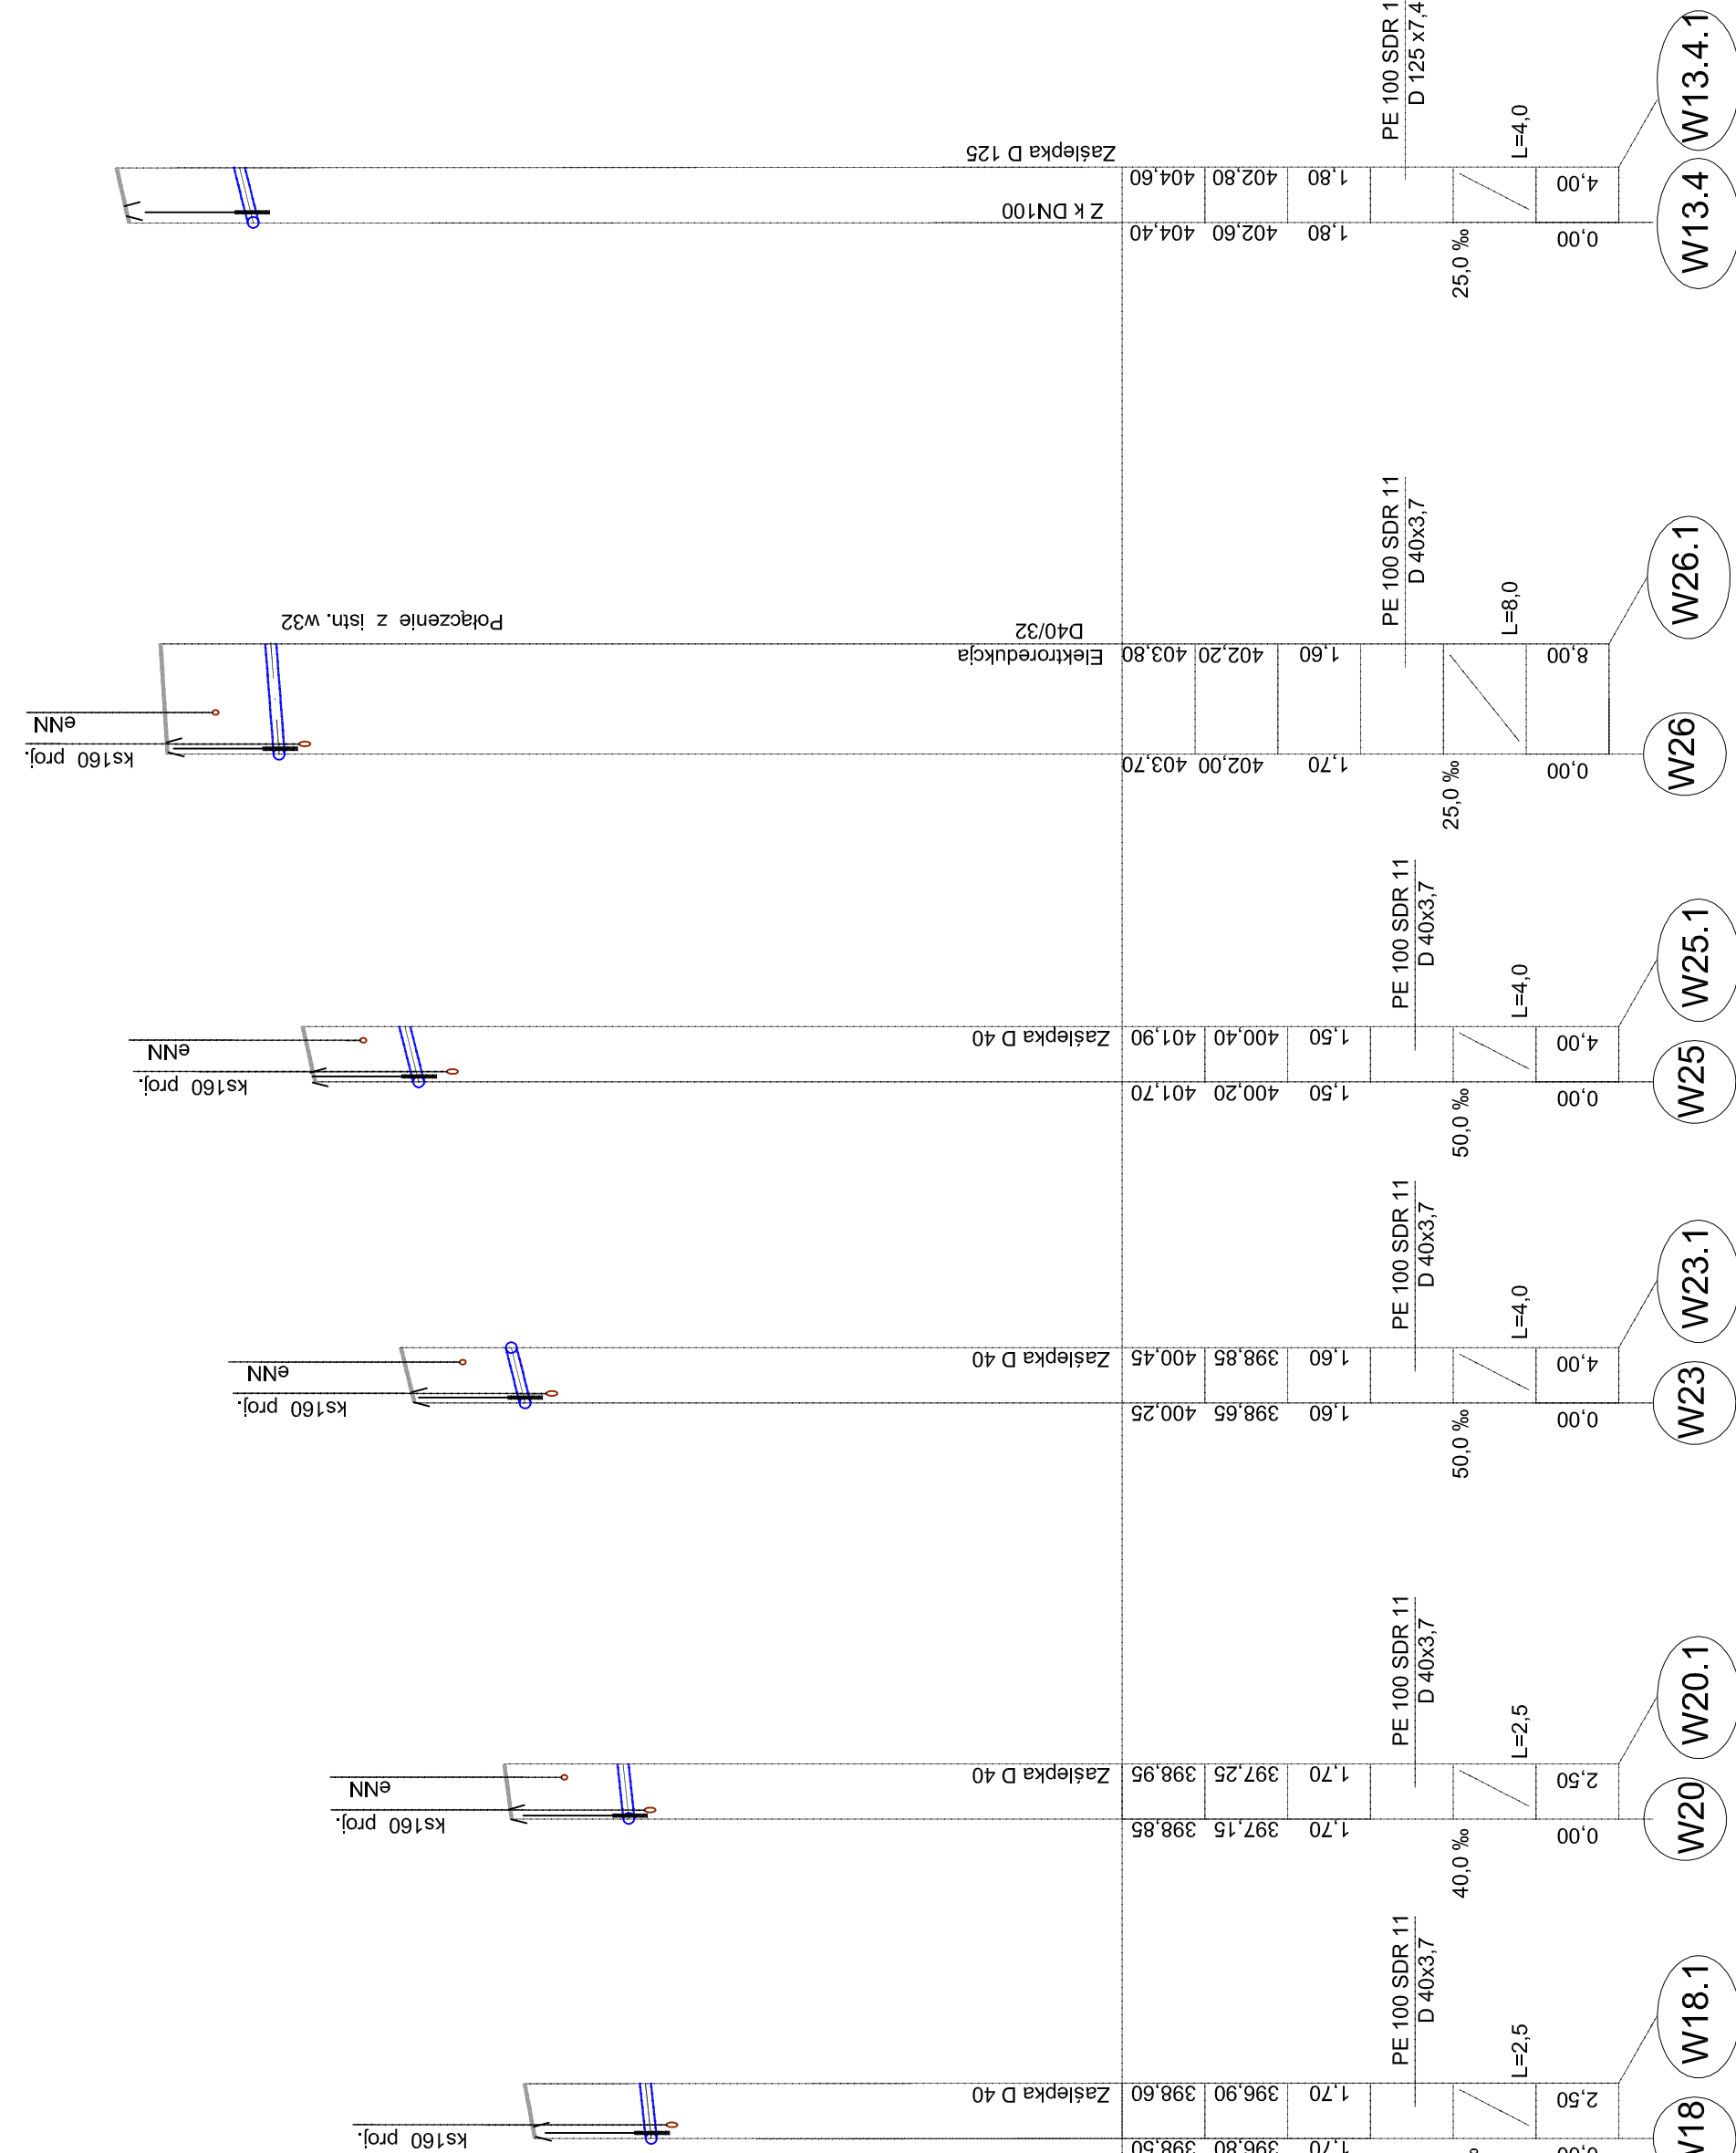 Zaślepka D 125
Z k DN100
404,60
402,80
1,80
404,40
402,60
1,80
PE 100 SDR 1
D 125 x7,4
25,0 ‰
L=4,0
4,00
0,00
W13.4.1
W13.4
eNN
ks160 proj.
Połączenie z istn. w32
Elektroredukcja
D40/32
403,80
402,20
1,60
403,70
402,00
1,70
PE 100 SDR 11
D 40x3,7
25,0 ‰
L=8,0
8,00
0,00
W26.1
W26
eNN
ks160 proj.
Zaślepka D 40
401,90
400,40
1,50
401,70
400,20
1,50
PE 100 SDR 11
D 40x3,7
50,0 ‰
L=4,0
4,00
0,00
W25.1
W25
eNN
ks160 proj.
Zaślepka D 40
400,45
398,85
1,60
400,25
398,65
1,60
PE 100 SDR 11
D 40x3,7
50,0 ‰
L=4,0
4,00
0,00
W23.1
W23
eNN
ks160 proj.
Zaślepka D 40
398,95
397,25
1,70
398,85
397,15
1,70
PE 100 SDR 11
D 40x3,7
40,0 ‰
L=2,5
2,50
0,00
W20.1
W20
ks160 proj.
Zaślepka D 40
398,60
396,90
1,70
398,50
396,80
1,70
PE 100 SDR 11
D 40x3,7
L=2,5
2,50
0,00
W18.1
W18